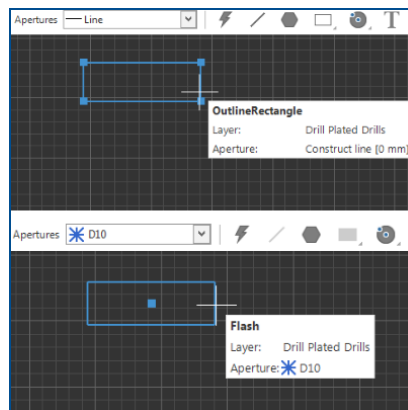 Apertures Line T
OutlineRectangle
Layer: Drill Plated Drills
Aperture: Construct line [0 mm]
Apertures D10
Flash
Layer: Drill Plated Drills
Aperture: D10